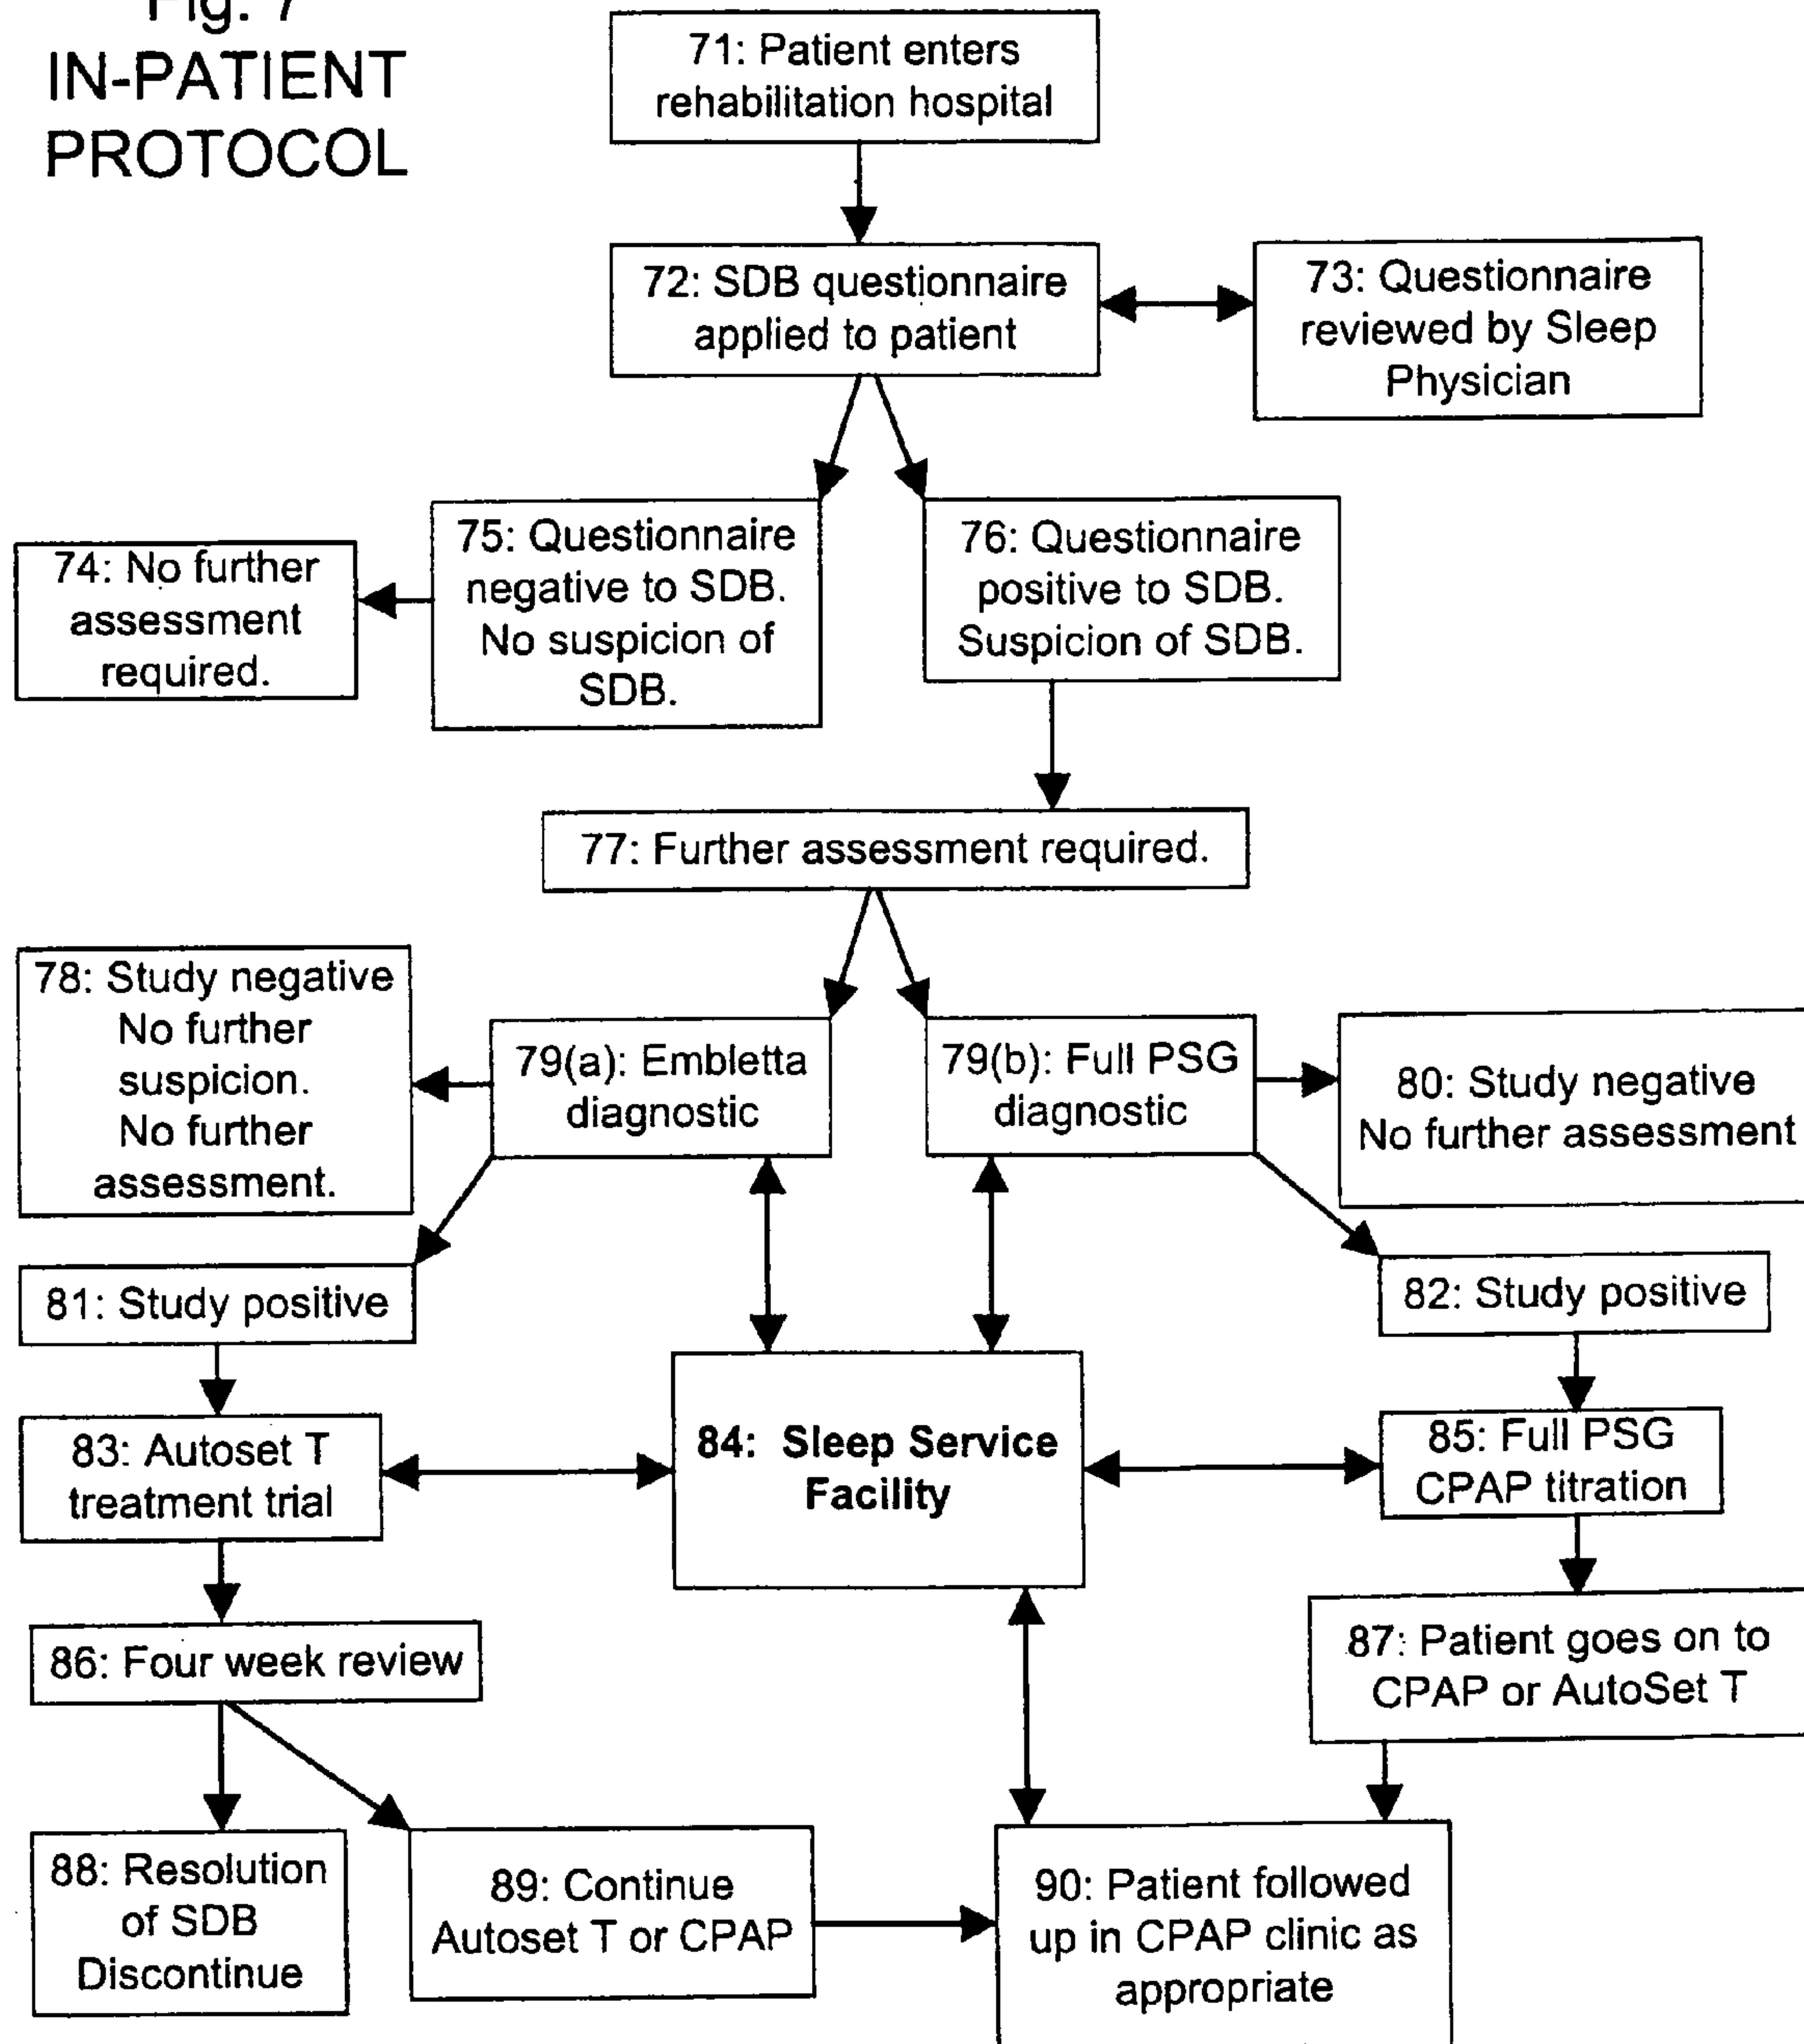 Fig. 7
IN-PATIENT
PROTOCOL
71: Patient enters
rehabilitation hospital
72: SDB questionnaire
applied to patient
73: Questionnaire
reviewed by Sleep
Physician
74: No further
assessment
required.
75: Questionnaire
negative to SDB.
No suspicion of
SDB.
76: Questionnaire
positive to SDB.
Suspicion of SDB.
77: Further assessment required.
78: Study negative
No further
suspicion.
No further
assessment.
79(a): Embletta
diagnostic
79(b): Full PSG
diagnostic
80: Study negative
No further assessment
81: Study positive
82: Study positive
83: Autoset T
treatment trial
84: Sleep Service
Facility
85: Full PSG
CPAP titration
86: Four week review
87: Patient goes on to
CPAP or AutoSet T
88: Resolution
of SDB
Discontinue
89: Continue
Autoset T or CPAP
90: Patient followed
up in CPAP clinic as
appropriate